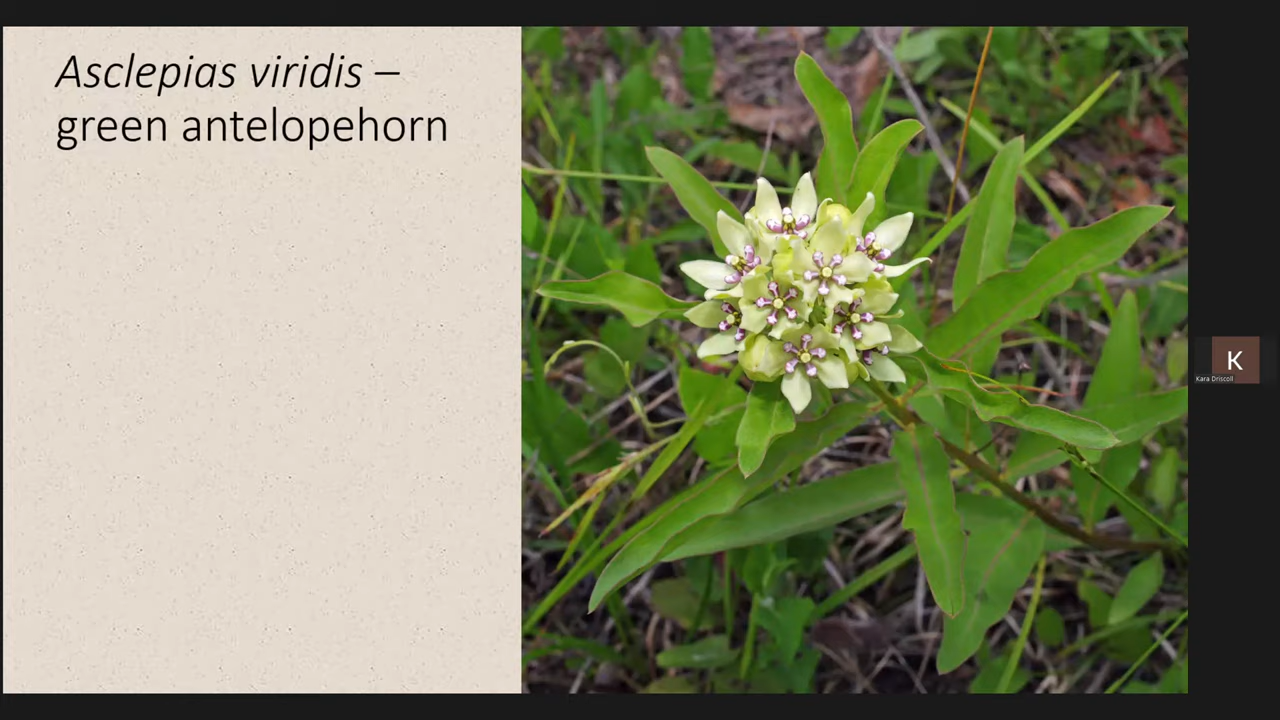 Asclepias viridis –
green antelopehorn
K
Kara Driscoll